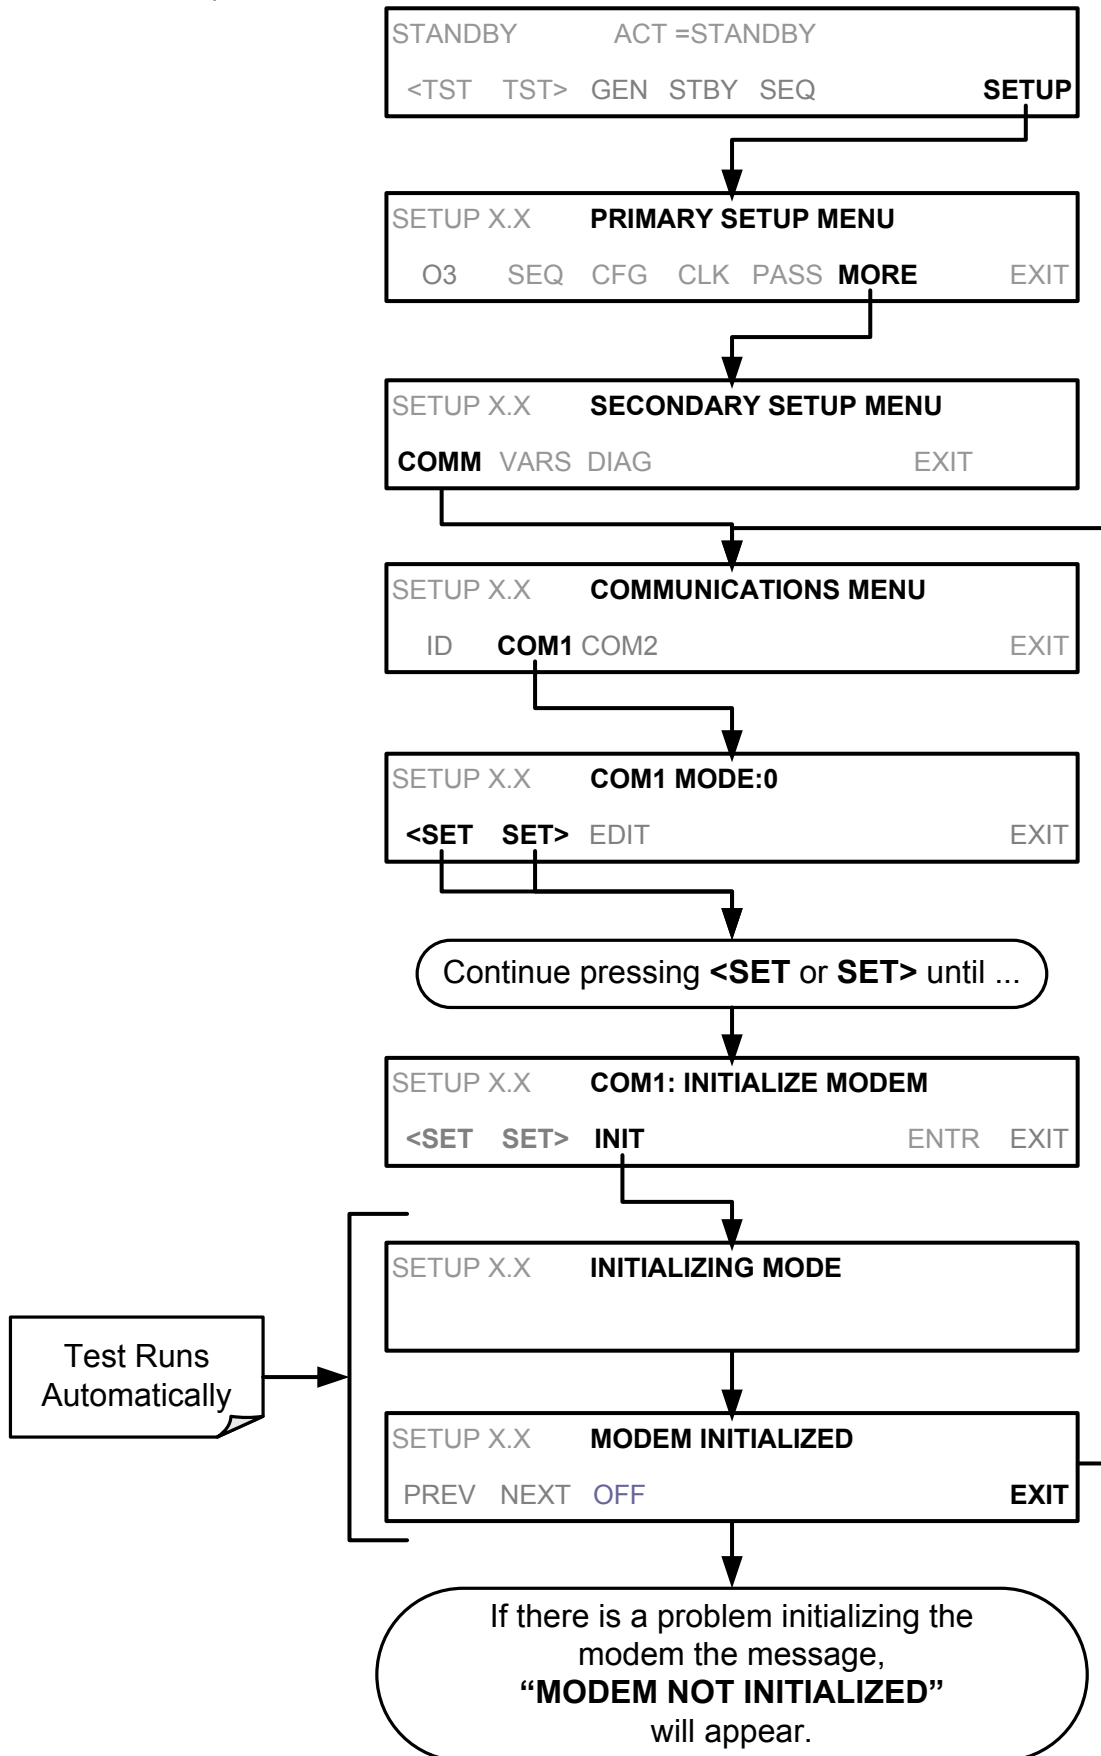 STANDBY ACT =STANDBY
<TST TST> GEN STBY SEQ SETUP
SETUP X.X PRIMARY SETUP MENU
O3 SEQ CFG CLK PASS MORE EXIT
SETUP X.X SECONDARY SETUP MENU
COMM VARS DIAG EXIT
SETUP X.X COMMUNICATIONS MENU
ID COM1 COM2 EXIT
SETUP X.X COM1 MODE:0
<SET SET> EDIT EXIT
Continue pressing <SET or SET> until ...
SETUP X.X COM1: INITIALIZE MODEM
<SET SET> INIT ENTR EXIT
SETUP X.X INITIALIZING MODE
Test Runs
Automatically
SETUP X.X MODEM INITIALIZED
PREV NEXT OFF EXIT
If there is a problem initializing the
modem the message,
“MODEM NOT INITIALIZED”
will appear.